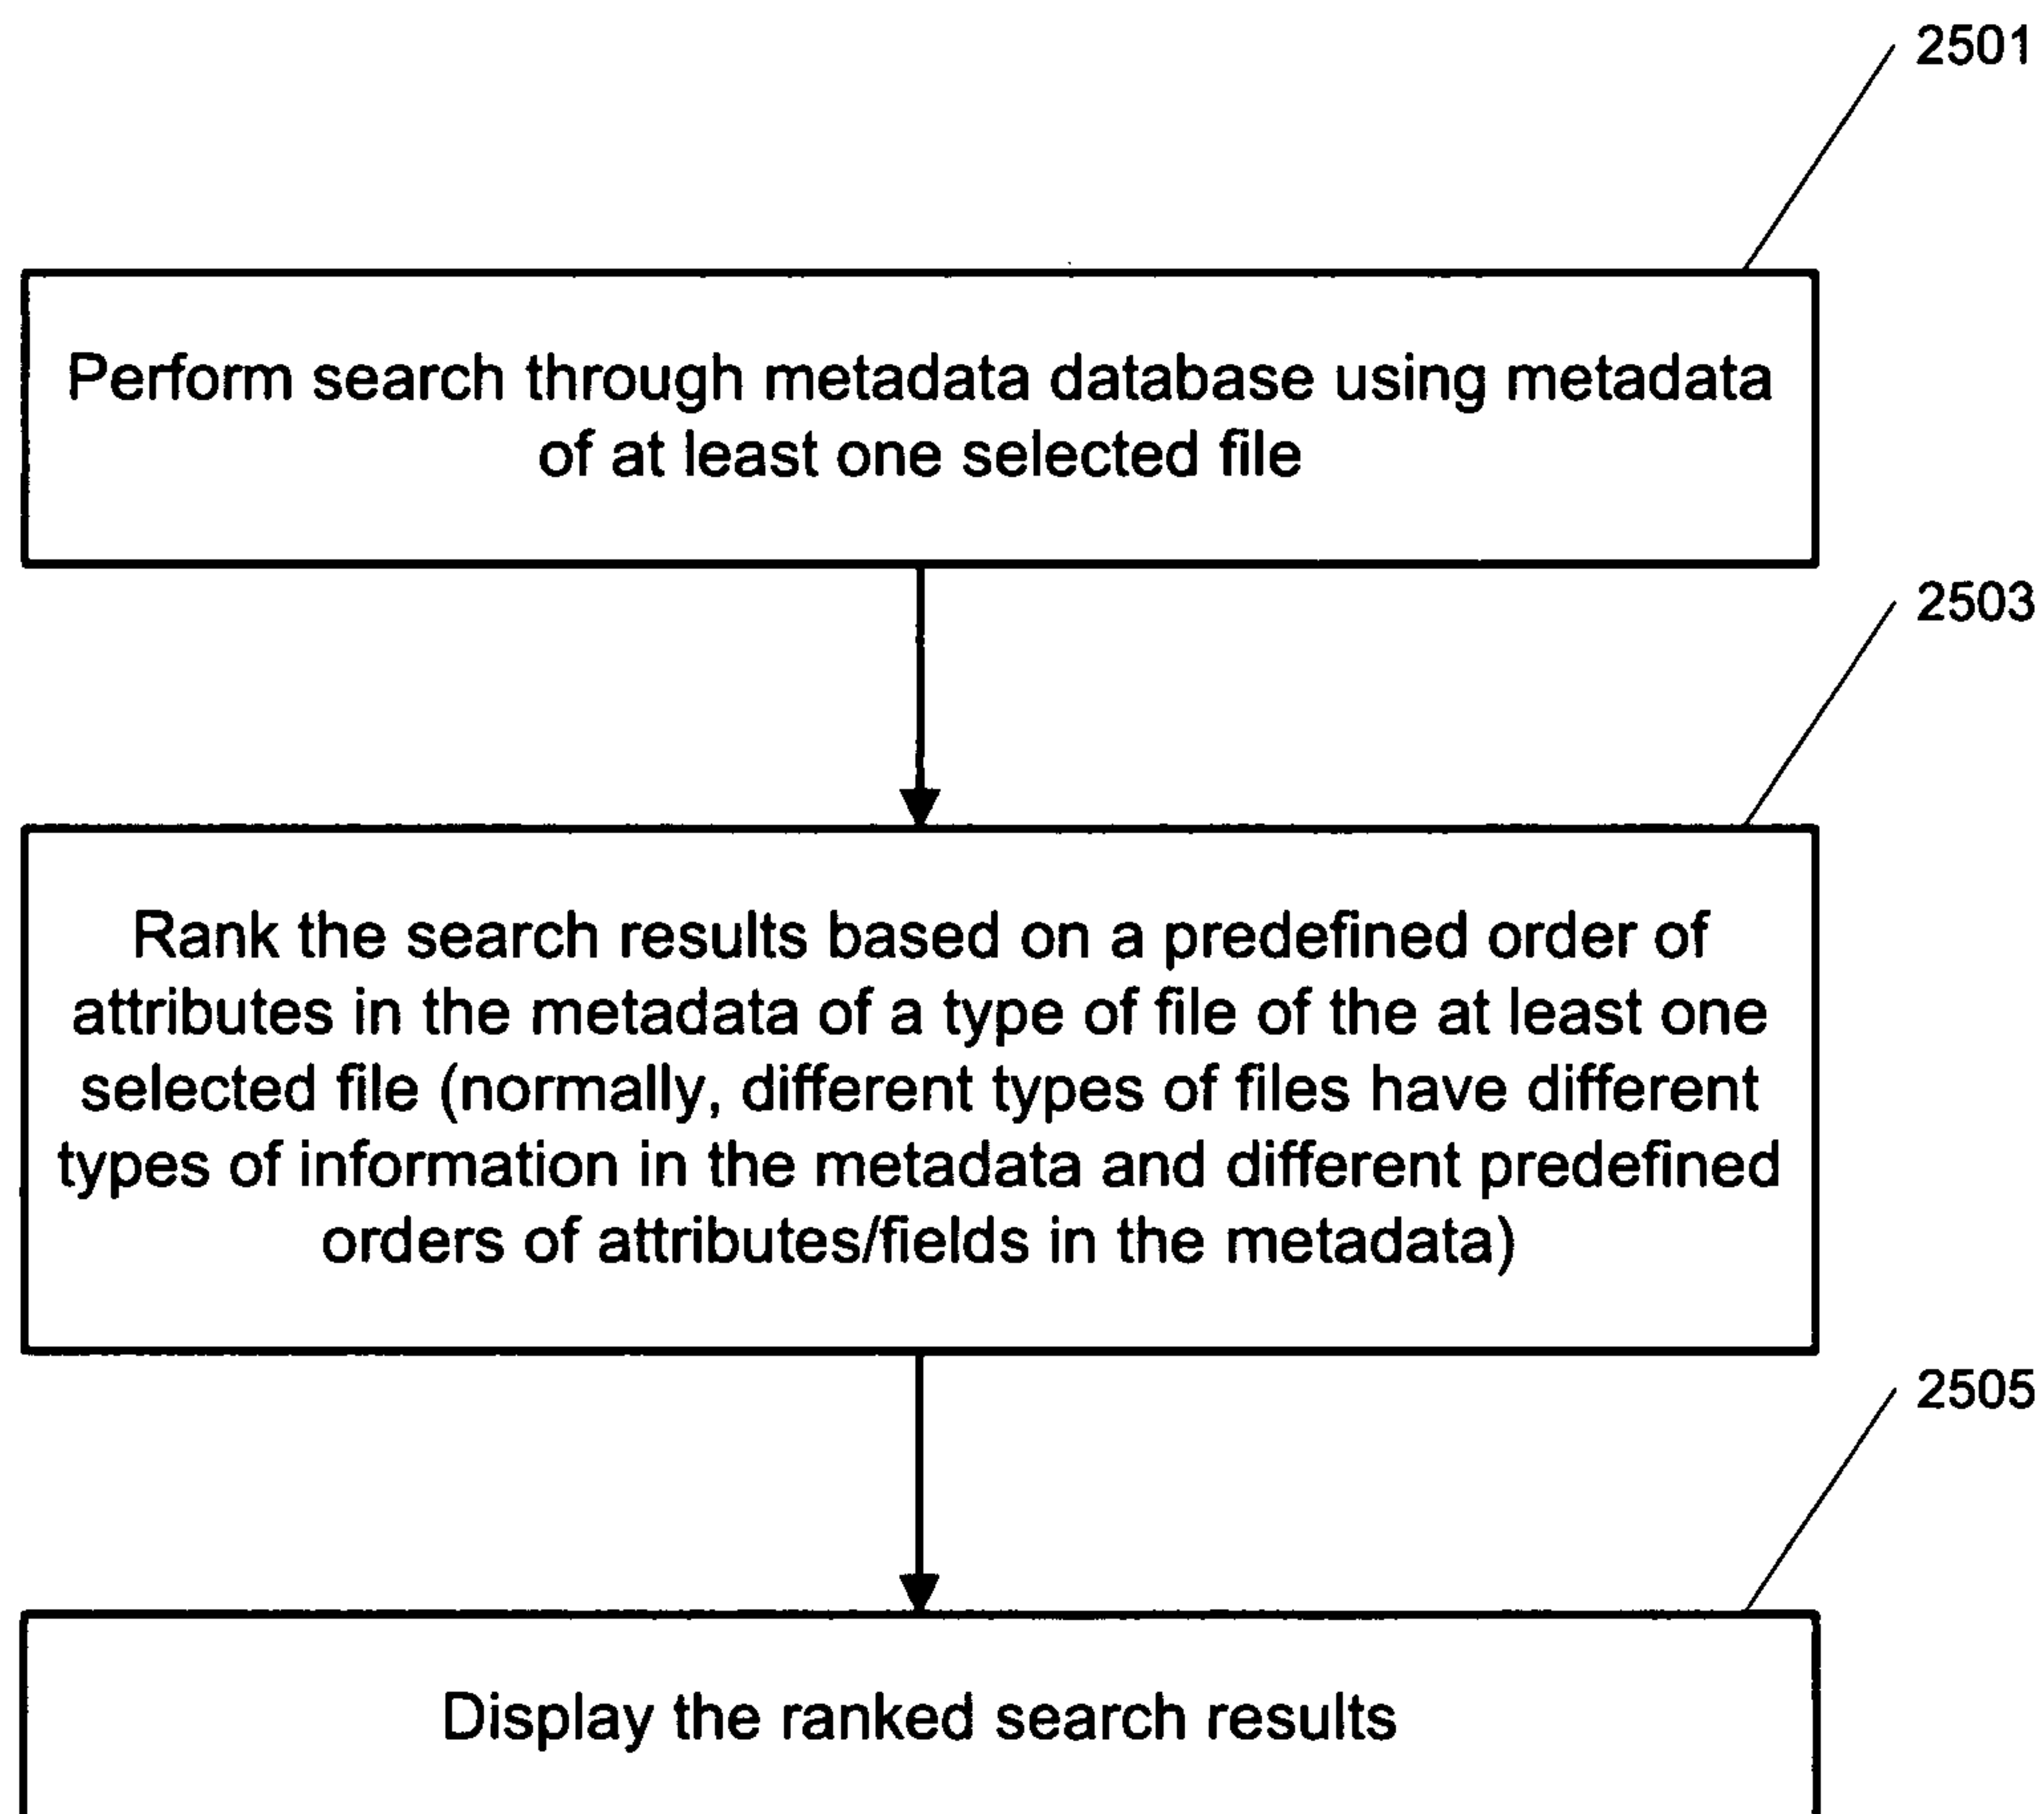 2501
Perform search through metadata database using metadata
of at least one selected file
2503
Rank the search results based on a predefined order of
attributes in the metadata of a type of file of the at least one
selected file (normally, different types of files have different
types of information in the metadata and different predefined
orders of attributes/fields in the metadata)
2505
Display the ranked search results